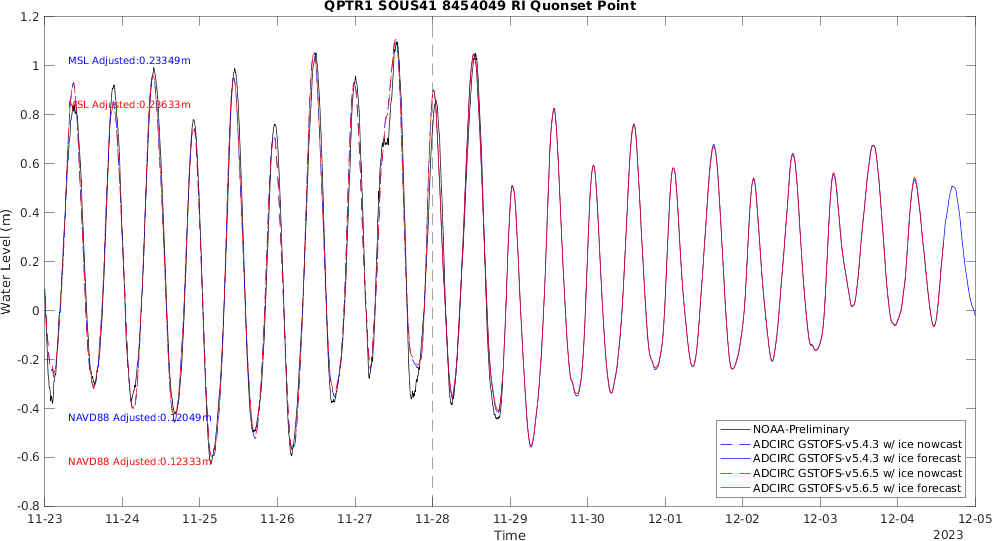 QPTR1 SOUS41 8454049 RI Quonset Point
Water Level (m)
1.2
1
0.8
0.6
0.4
0.2
0
-0.2
-0.4
-0.6
-0.8
MSL Adjusted:0.23349m
MSL Adjusted:0.23633m
NAVD88 Adjusted:0.12049m
NAVD88 Adjusted:0.12333m
NOAA-Preliminary
ADCIRC GSTOFS-v5.4.3 w/ ice nowcast
ADCIRC GSTOFS-v5.4.3 w/ ice forecast
ADCIRC GSTOFS-v5.6.5 w/ ice nowcast
ADCIRC GSTOFS-v5.6.5 w/ ice forecast
11-23 11-24 11-25 11-26 11-27 11-28 11-29 11-30 12-01 12-02 12-03 12-04 12-05
Time
2023